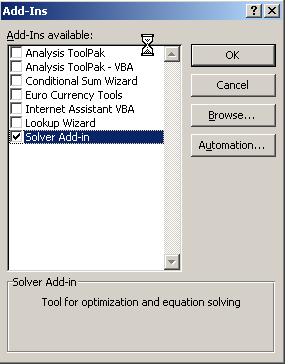 Add-Ins
Add-Ins available:
Analysis ToolPak
Analysis ToolPak - VBA
Conditional Sum Wizard
Euro Currency Tools
Internet Assistant VBA
Lookup Wizard
Solver Add-in
OK
Cancel
Browse...
Automation...
Solver Add-in
Tool for optimization and equation solving